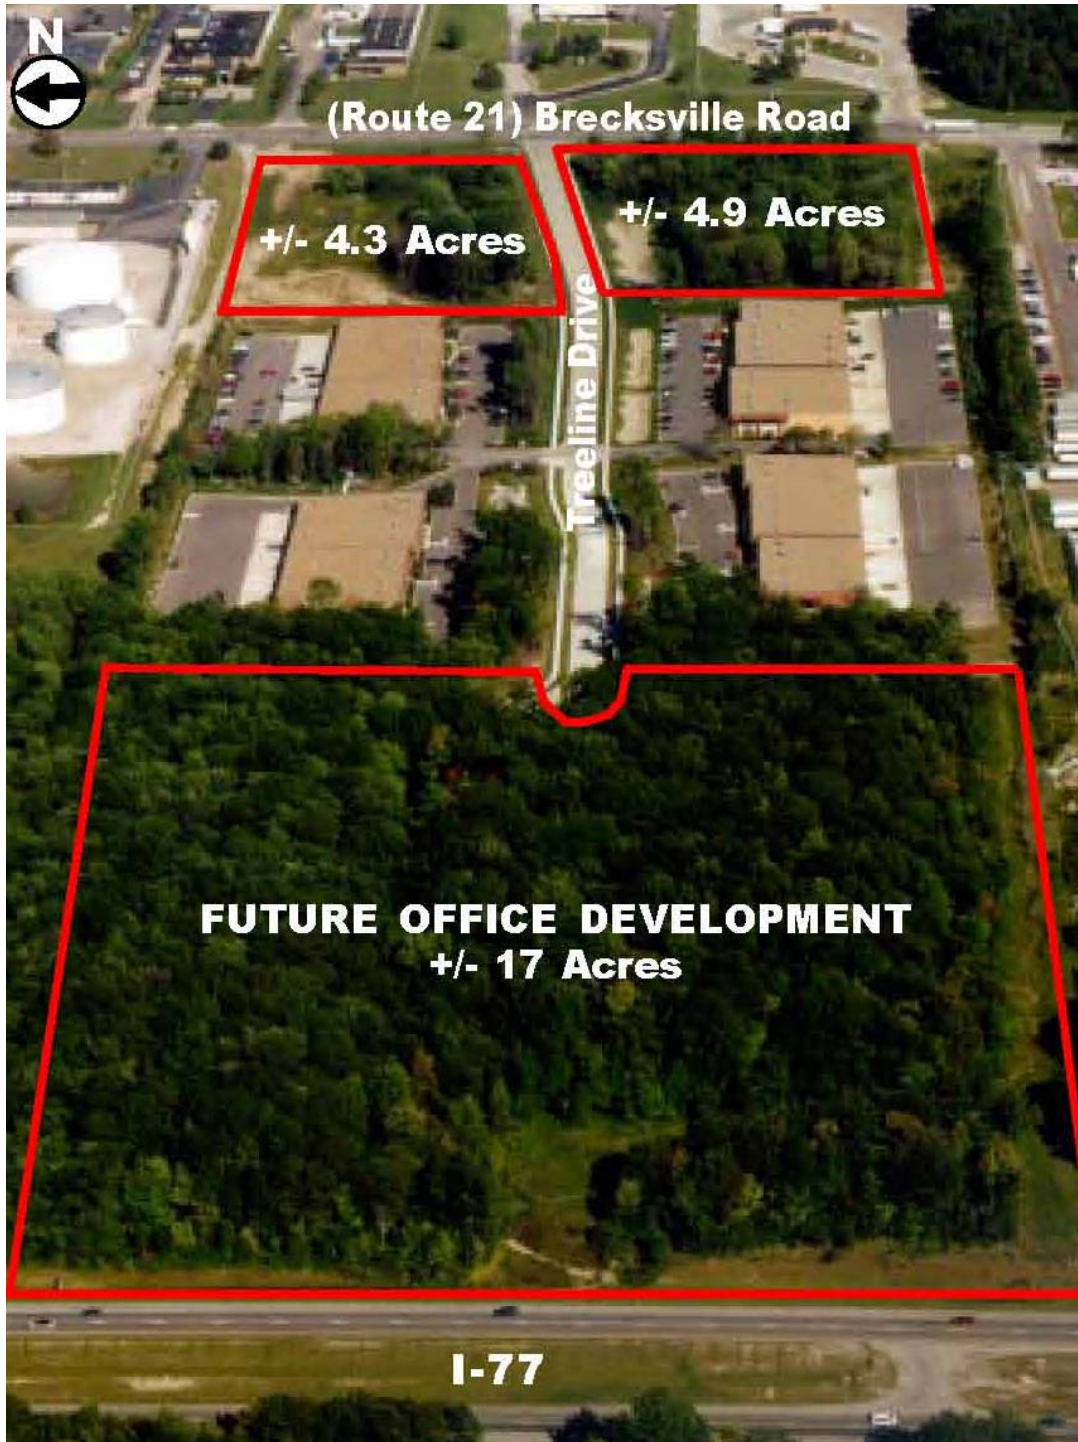 N
(Route 21) Brecksville Road
+/- 4.3 Acres
+/- 4.9 Acres
Treeline Drive
FUTURE OFFICE DEVELOPMENT
+/- 17 Acres
I-77